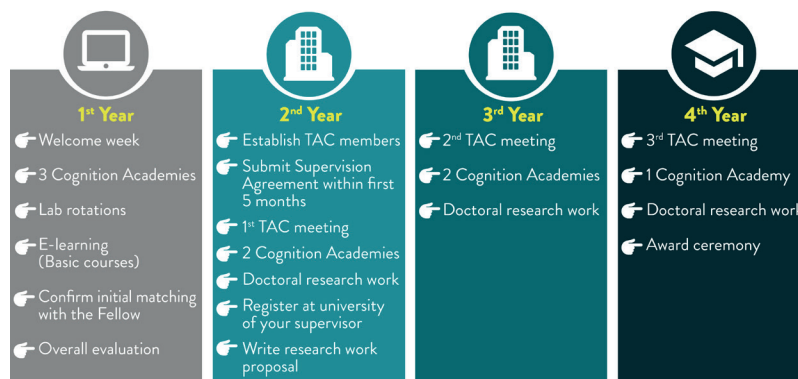 1st Year
Welcome week
3 Cognition Academies
Lab rotations
E-learning
(Basic courses)
Confirm initial matching
with the Fellow
Overall evaluation
2nd Year
Establish TAC members
Submit Supervision
Agreement within first
5 months
1st TAC meeting
2 Cognition Academies
Doctoral research work
Register at university
of your supervisor
Write research work
proposal
3rd Year
2nd TAC meeting
2 Cognition Academies
Doctoral research work
4th Year
3rd TAC meeting
1 Cognition Academy
Doctoral research work
Award ceremony